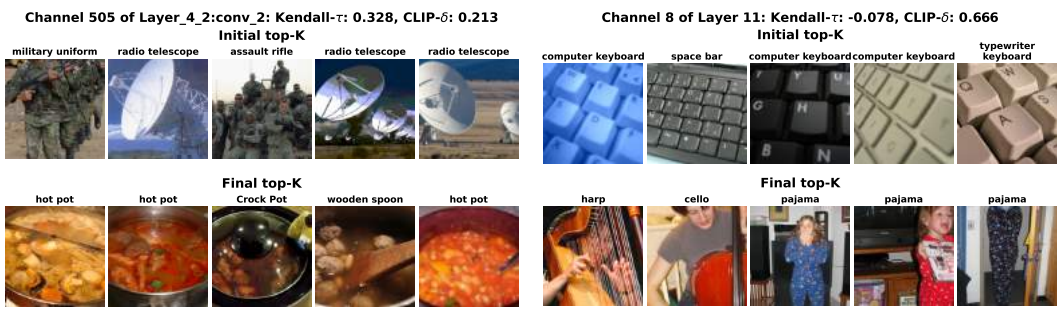 Channel 505 of Layer_4_2:conv_2: Kendall-τ: 0.328, CLIP-δ: 0.213
Initial top-K
military uniform radio telescope assault rifle radio telescope radio telescope
Final top-K
hot pot hot pot Crock Pot wooden spoon hot pot
Channel 8 of Layer 11: Kendall-τ: -0.078, CLIP-δ: 0.666
Initial top-K
computer keyboard space bar computer keyboard computer keyboard typewriter
keyboard
Y U
G H
B N
W
Q
S
A
Final top-K
harp cello pajama pajama pajama